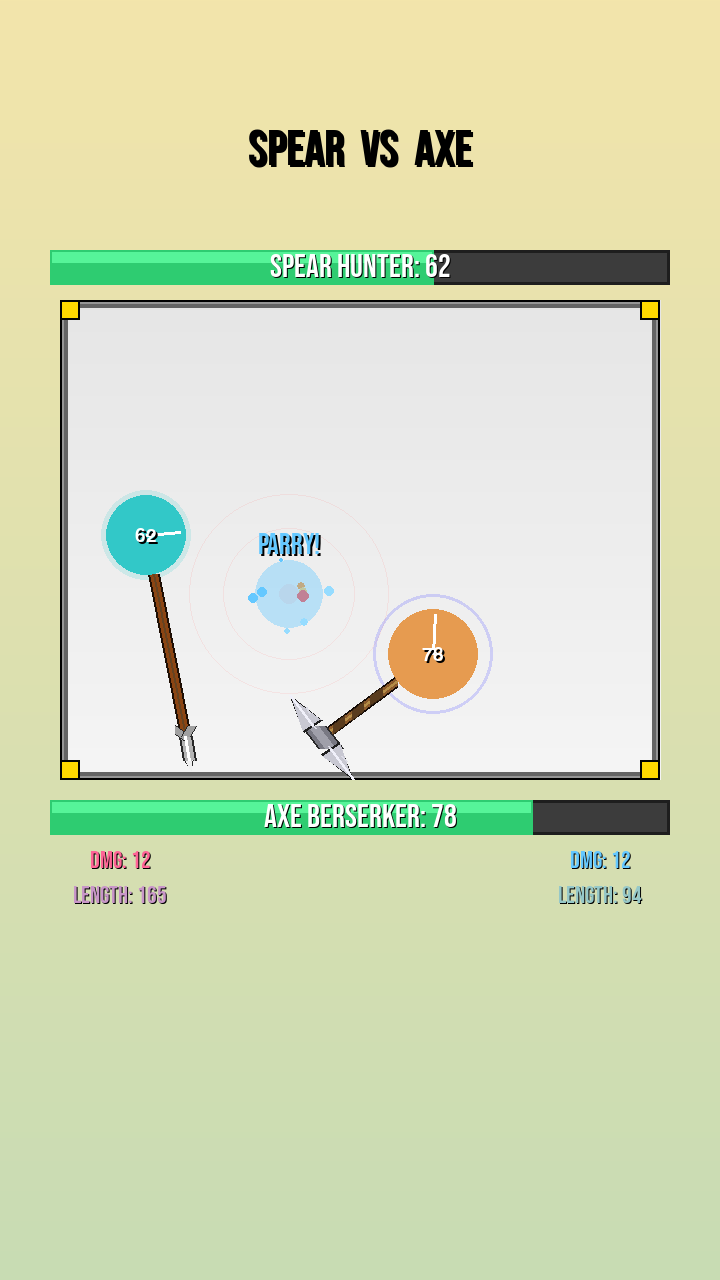 SPEAR VS AXE
SPEAR HUNTER: 62
62
PARRY!
78
AXE BERSERKER: 78
DMG: 12
DMG: 12
LENGTH: 165
LENGTH: 94